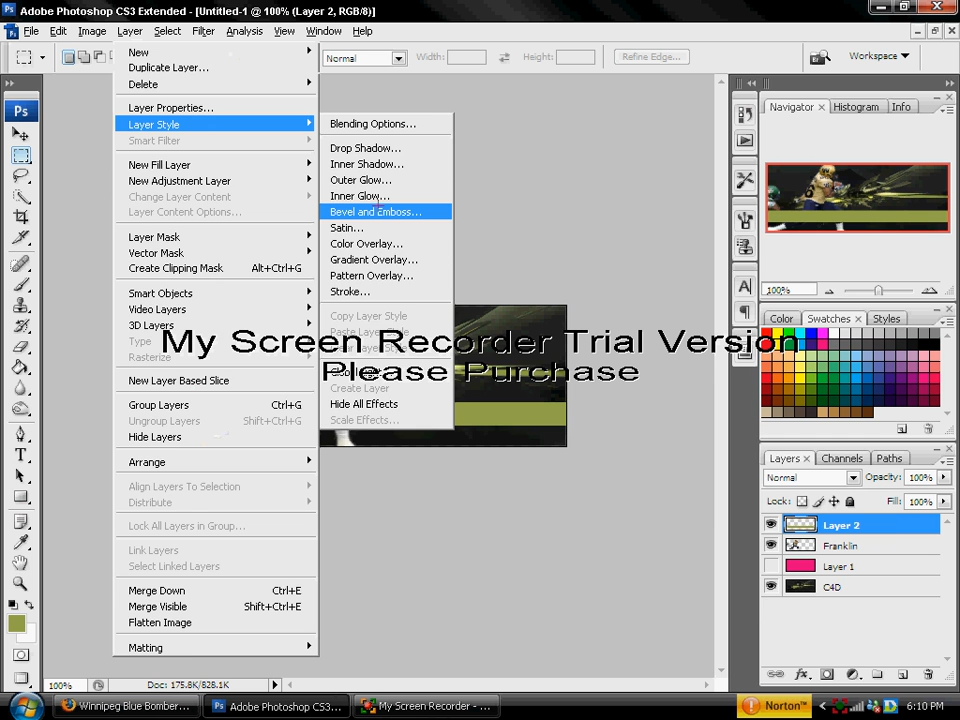 Adobe Photoshop CS3 Extended - [Untitled-1 @ 100% (Layer 2, RGB/8)]
File Edit Image Layer Select Filter Analysis View Window Help
Normal Width: Height: Refine Edge... Workspace
New
Duplicate Layer...
Delete
Layer Properties...
Layer Style
Smart Filter
New Fill Layer
New Adjustment Layer
Change Layer Content
Layer Content Options...
Layer Mask
Vector Mask
Create Clipping Mask Alt+Ctrl+G
Smart Objects
Video Layers
3D Layers
Type
Rasterize
New Layer Based Slice
Group Layers Ctrl+G
Ungroup Layers Shift+Ctrl+G
Hide Layers
Arrange
Align Layers To Selection
Distribute
Lock All Layers in Group...
Link Layers
Select Linked Layers
Merge Down Ctrl+E
Merge Visible Shift+Ctrl+E
Flatten Image
Matting
Blending Options...
Drop Shadow...
Inner Shadow...
Outer Glow...
Inner Glow...
Bevel and Emboss...
Satin...
Color Overlay...
Gradient Overlay...
Pattern Overlay...
Stroke...
Copy Layer Style
Paste Layer Style
Create Layer
Hide All Effects
Scale Effects...
My Screen Recorder Trial Version
Please Purchase
Ps
Navigator Histogram Info
100%
Color Swatches Styles
Layers Channels Paths
Normal Opacity: 100%
Lock: Fill: 100%
Layer 2
Franklin
Layer 1
C4D
100% Doc: 175.8K/828.1K
Winnipeg Blue Bomber...
Adobe Photoshop CS3...
My Screen Recorder - ...
Norton™
6:10 PM